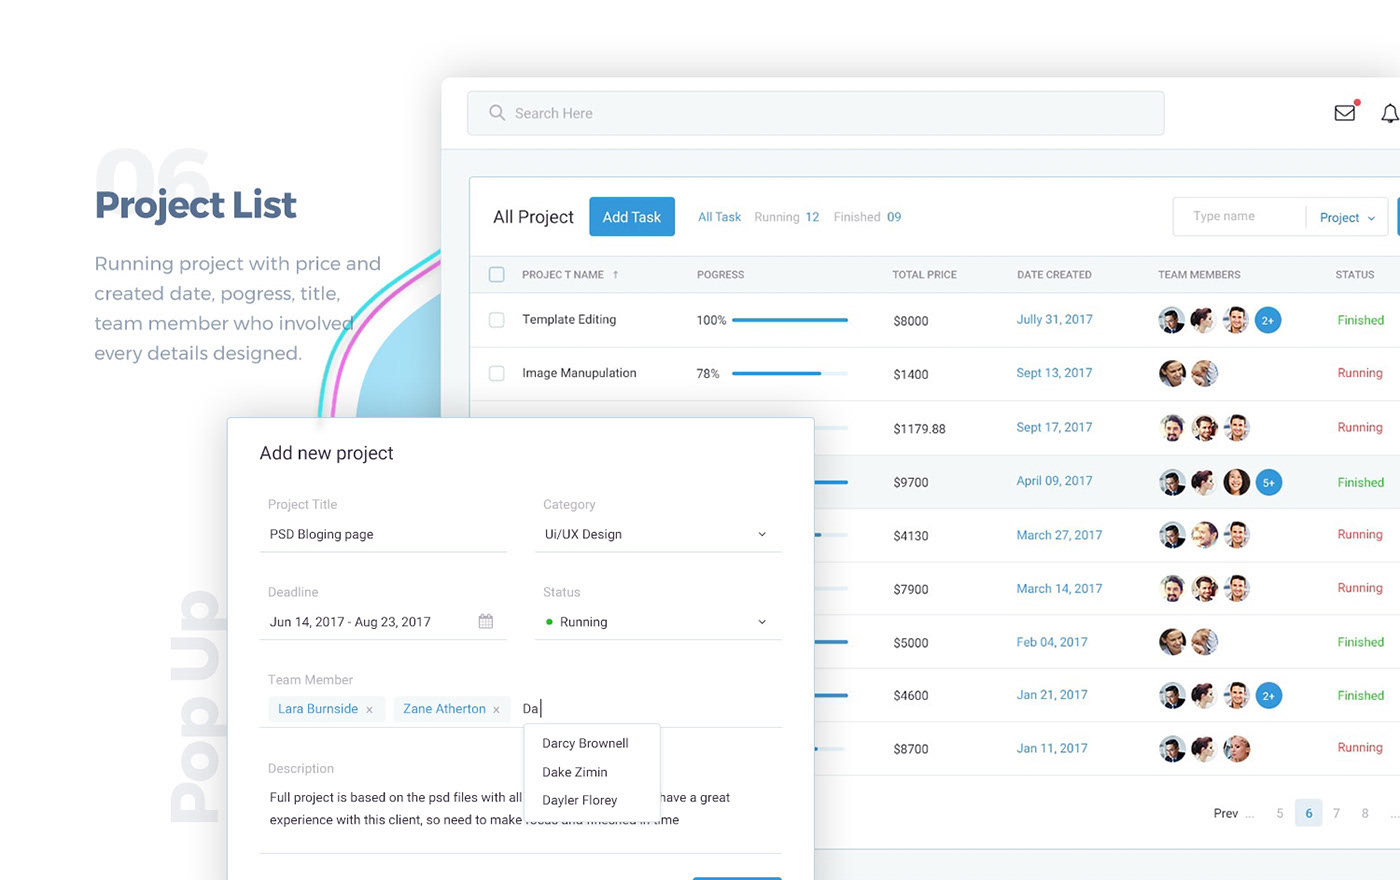 06
Project List
Running project with price and
created date, pogress, title,
team member who involved
every details designed.
Pop Up
Search Here
All Project
Add Task
All Task Running 12 Finished 09
Type name
Project
PROJEC T NAME ↑ POGRESS TOTAL PRICE DATE CREATED TEAM MEMBERS STATUS
Template Editing 100% $8000 Jully 31, 2017 2+ Finished
Image Manupulation 78% $1400 Sept 13, 2017 Running
$1179.88 Sept 17, 2017 Running
$9700 April 09, 2017 5+ Finished
$4130 March 27, 2017 Running
$7900 March 14, 2017 Running
$5000 Feb 04, 2017 Finished
$4600 Jan 21, 2017 2+ Finished
$8700 Jan 11, 2017 Running
Prev ... 5 6 7 8 ...
Add new project
Project Title Category
PSD Bloging page Ui/UX Design
Deadline Status
Jun 14, 2017 - Aug 23, 2017 Running
Team Member
Lara Burnside × Zane Atherton × Da
Darcy Brownell
Dake Zimin
Dayler Florey
Description
Full project is based on the psd files with all have a great
experience with this client, so need to make